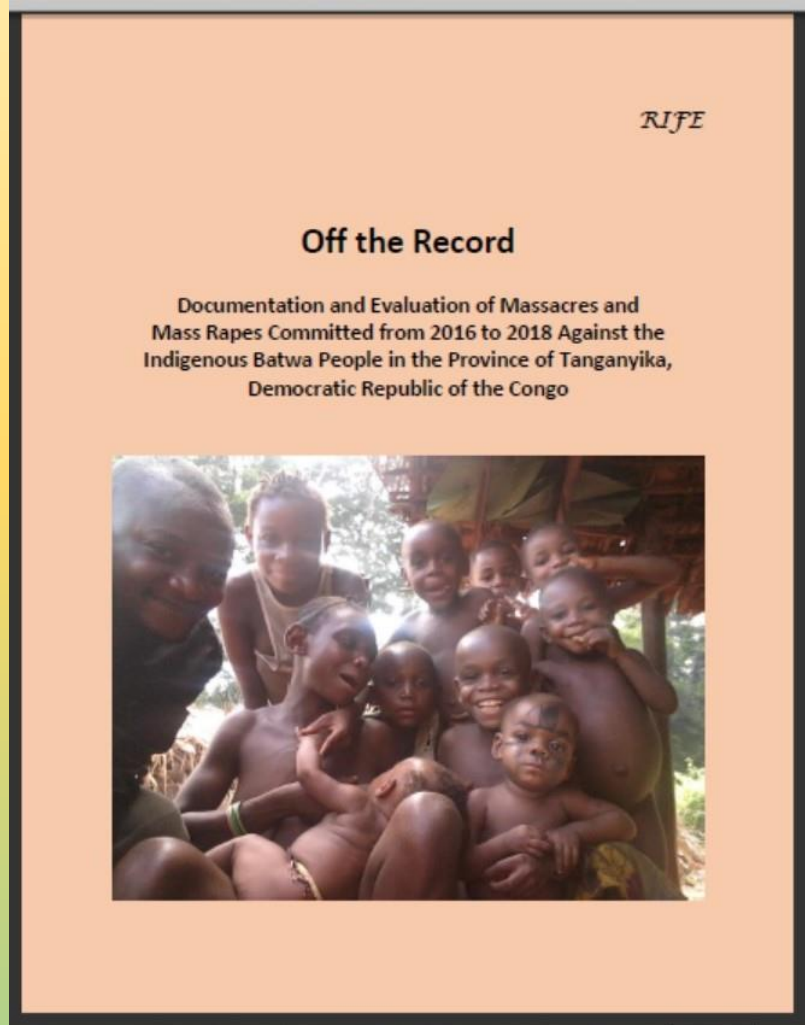 RIFE
Off the Record
Documentation and Evaluation of Massacres and
Mass Rapes Committed from 2016 to 2018 Against the
Indigenous Batwa People in the Province of Tanganyika,
Democratic Republic of the Congo